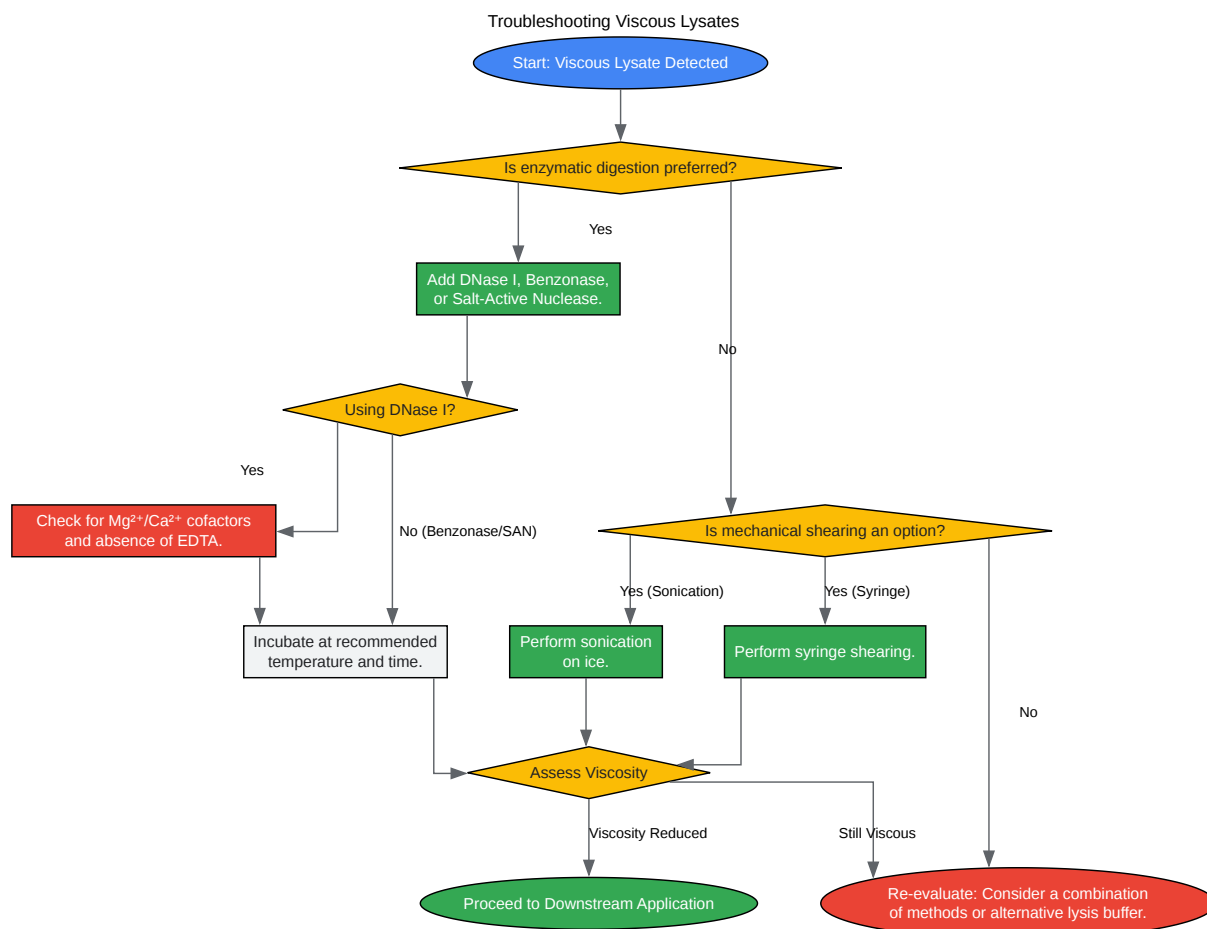 Troubleshooting Viscous Lysates
Start: Viscous Lysate Detected
Is enzymatic digestion preferred?
Yes
Add DNase I, Benzonase,
or Salt-Active Nuclease.
No
Using DNase I?
Yes
Check for Mg²⁺/Ca²⁺ cofactors
and absence of EDTA.
No (Benzonase/SAN)
Is mechanical shearing an option?
Yes (Sonication)
Yes (Syringe)
Incubate at recommended
temperature and time.
Perform sonication
on ice.
Perform syringe shearing.
No
Assess Viscosity
Viscosity Reduced
Still Viscous
Proceed to Downstream Application
Re-evaluate: Consider a combination
of methods or alternative lysis buffer.